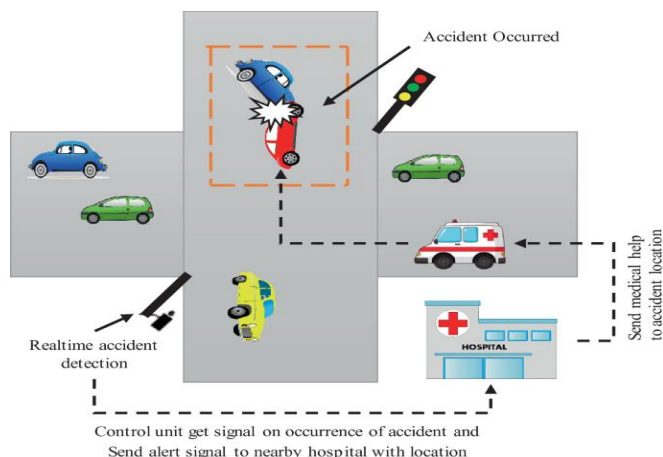 Accident Occurred
Realtime accident
detection
HOSPITAL
Send medical help
to accident location
Control unit get signal on occurrence of accident and
Send alert signal to nearby hospital with location